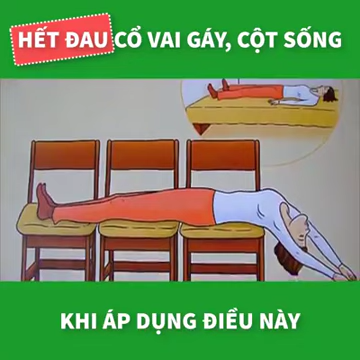 HẾT ĐAU CỔ VAI GÁY, CỘT SỐNG
KHI ÁP DỤNG ĐIỀU NÀY